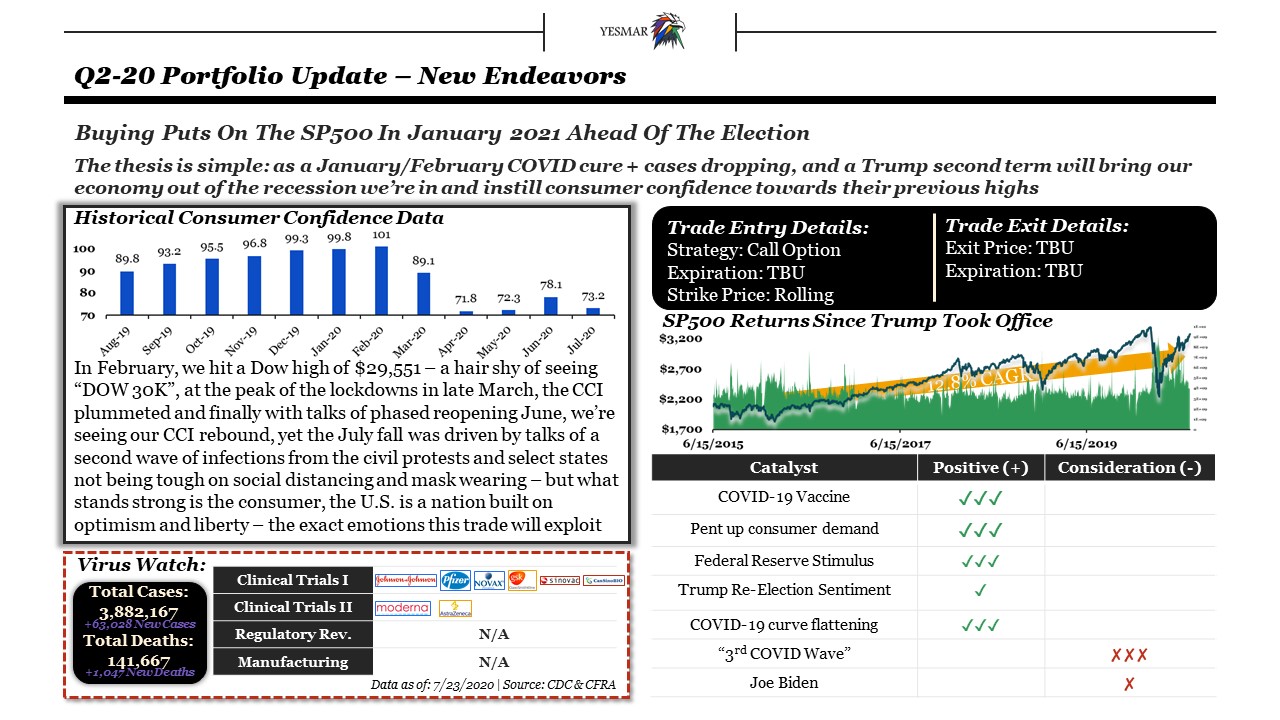 YESMAR
Q2-20 Portfolio Update – New Endeavors
Buying Puts On The SP500 In January 2021 Ahead Of The Election
The thesis is simple: as a January/February COVID cure + cases dropping, and a Trump second term will bring our
economy out of the recession we're in and instill consumer confidence towards their previous highs
Historical Consumer Confidence Data
100
90
80
70
89.8
93.2
95.5
96.8
99.3
99.8
101
89.1
71.8
72.3
78.1
73.2
Aug-19
Sep-19
Oct-19
Nov-19
Dec-19
Jan-20
Feb-20
Mar-20
Apr-20
May-20
Jun-20
Jul-20
In February, we hit a Dow high of $29,551 – a hair shy of seeing
“DOW 30K”, at the peak of the lockdowns in late March, the CCI
plummeted and finally with talks of phased reopening June, we're
seeing our CCI rebound, yet the July fall was driven by talks of a
second wave of infections from the civil protests and select states
not being tough on social distancing and mask wearing – but what
stands strong is the consumer, the U.S. is a nation built on
optimism and liberty – the exact emotions this trade will exploit
Virus Watch:
Total Cases:
3,882,167
+63,028 New Cases
Total Deaths:
141,667
+1,047 New Deaths
Clinical Trials I
Johnson & Johnson Pfizer NOVAX gsk sinovac CanSinoBIO
Clinical Trials II
moderna AstraZeneca
Regulatory Rev. N/A
Manufacturing N/A
Data as of: 7/23/2020 | Source: CDC & CFRA
Trade Entry Details:
Strategy: Call Option
Expiration: TBU
Strike Price: Rolling
Trade Exit Details:
Exit Price: TBU
Expiration: TBU
SP500 Returns Since Trump Took Office
$3,200
$2,700
$2,200
$1,700
12.8% CAGR
6/15/2015
6/15/2017
6/15/2019
Catalyst Positive (+) Consideration (-)
COVID-19 Vaccine ✓✓✓
Pent up consumer demand ✓✓✓
Federal Reserve Stimulus ✓✓✓
Trump Re-Election Sentiment ✓
COVID-19 curve flattening ✓✓✓
“3rd COVID Wave” ✗✗✗
Joe Biden ✗